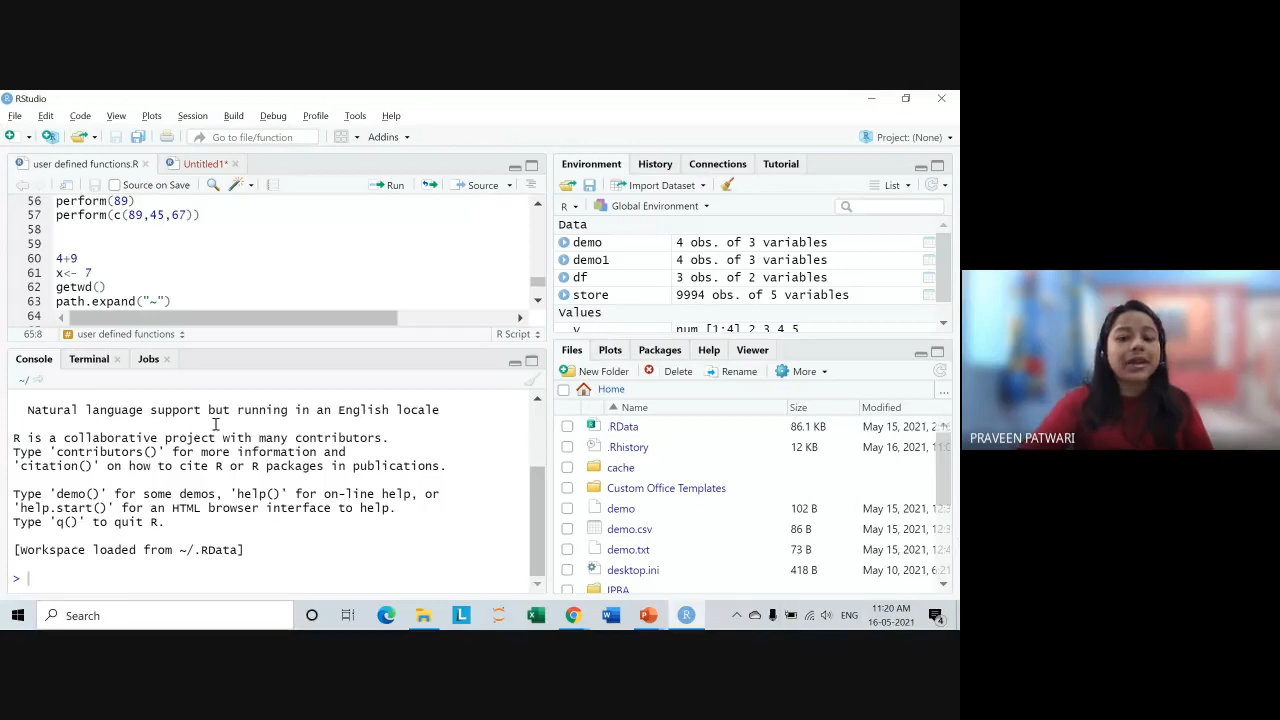 RStudio
File Edit Code View Plots Session Build Debug Profile Tools Help
Go to file/function Addins Project: (None)
user defined functions.R Untitled1*
Source on Save Run Source
56 perform(89)
57 perform(c(89,45,67))
58
59
60 4+9
61 x<- 7
62 getwd()
63 path.expand("~")
64
65:8 user defined functions R Script
Console Terminal Jobs
~/
Natural language support but running in an English locale
R is a collaborative project with many contributors.
Type 'contributors()' for more information and
'citation()' on how to cite R or R packages in publications.
Type 'demo()' for some demos, 'help()' for on-line help, or
'help.start()' for an HTML browser interface to help.
Type 'q()' to quit R.
[Workspace loaded from ~/.RData]
>
Environment History Connections Tutorial
Import Dataset List
R Global Environment
Data
demo 4 obs. of 3 variables
demo1 4 obs. of 3 variables
df 3 obs. of 2 variables
store 9994 obs. of 5 variables
Values
num [1:4] 2 3 4 5
Files Plots Packages Help Viewer
New Folder Delete Rename More
Home
Name Size Modified
.RData 86.1 KB May 15, 2021,
.Rhistory 12 KB May 16, 2021,
cache
Custom Office Templates
demo 102 B May 15, 2021,
demo.csv 86 B May 15, 2021,
demo.txt 73 B May 15, 2021,
desktop.ini 418 B May 10, 2021,
IPBA
PRAVEEN PATWARI
Search
ENG
11:20 AM
16-05-2021
4